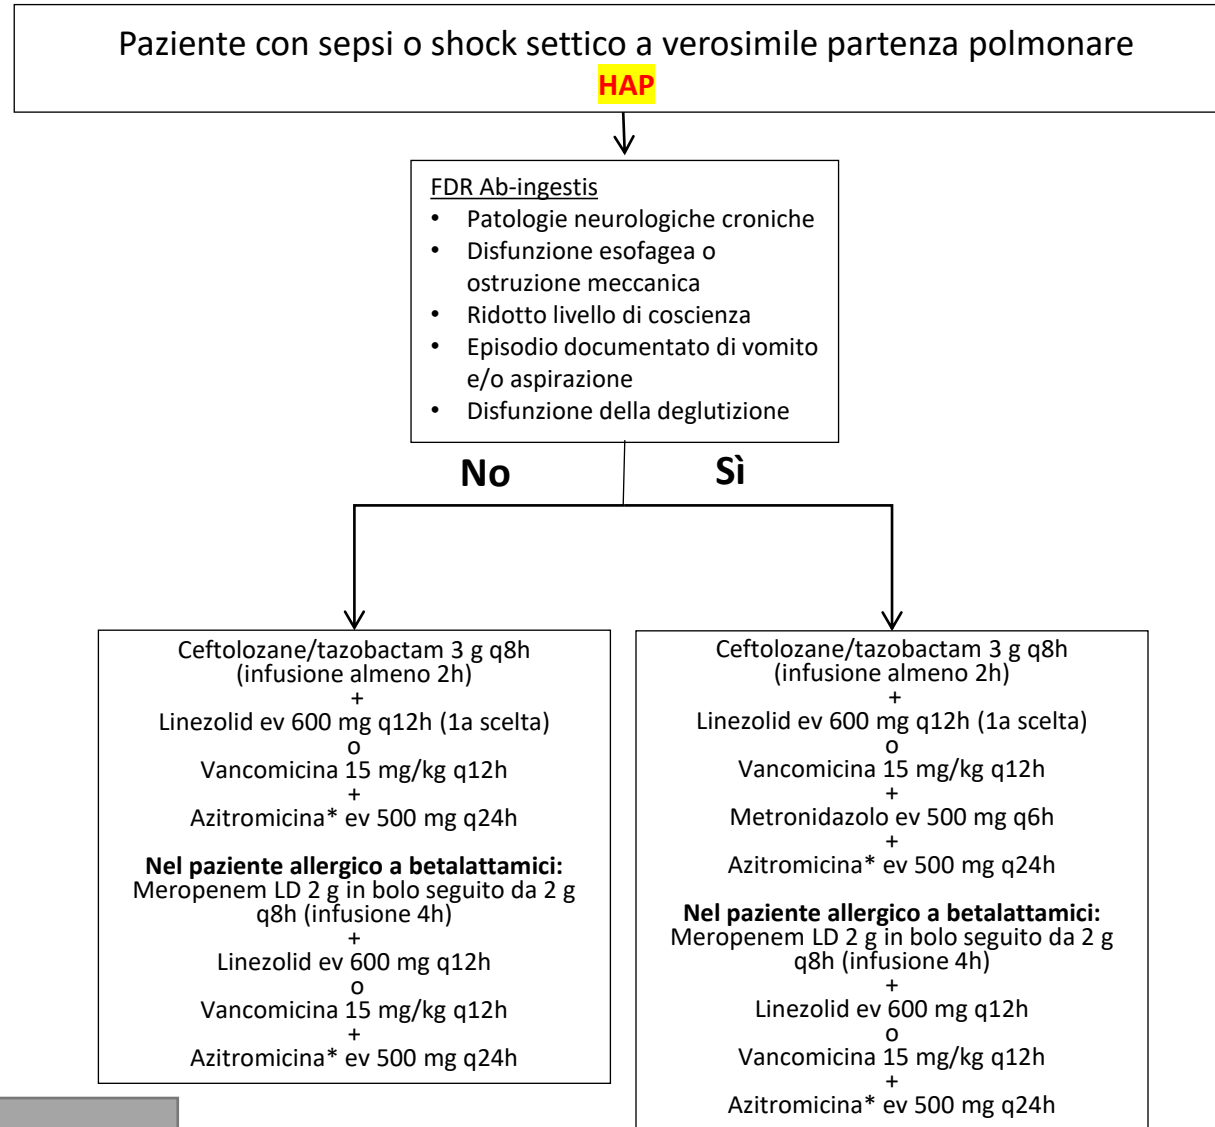 Paziente con sepsi o shock settico a verosimile partenza polmonare
HAP
FDR Ab-ingestis
• Patologie neurologiche croniche
• Disfunzione esofagea o
ostruzione meccanica
• Ridotto livello di coscienza
• Episodio documentato di vomito
e/o aspirazione
• Disfunzione della deglutizione
No
Sì
Ceftolozane/tazobactam 3 g q8h
(infusione almeno 2h)
+
Linezolid ev 600 mg q12h (1a scelta)
o
Vancomicina 15 mg/kg q12h
+
Azitromicina* ev 500 mg q24h
Nel paziente allergico a betalattamici:
Meropenem LD 2 g in bolo seguito da 2 g
q8h (infusione 4h)
+
Linezolid ev 600 mg q12h
o
Vancomicina 15 mg/kg q12h
+
Azitromicina* ev 500 mg q24h
Ceftolozane/tazobactam 3 g q8h
(infusione almeno 2h)
+
Linezolid ev 600 mg q12h (1a scelta)
o
Vancomicina 15 mg/kg q12h
+
Metronidazolo ev 500 mg q6h
+
Azitromicina* ev 500 mg q24h
Nel paziente allergico a betalattamici:
Meropenem LD 2 g in bolo seguito da 2 g
q8h (infusione 4h)
+
Linezolid ev 600 mg q12h
o
Vancomicina 15 mg/kg q12h
+
Azitromicina* ev 500 mg q24h